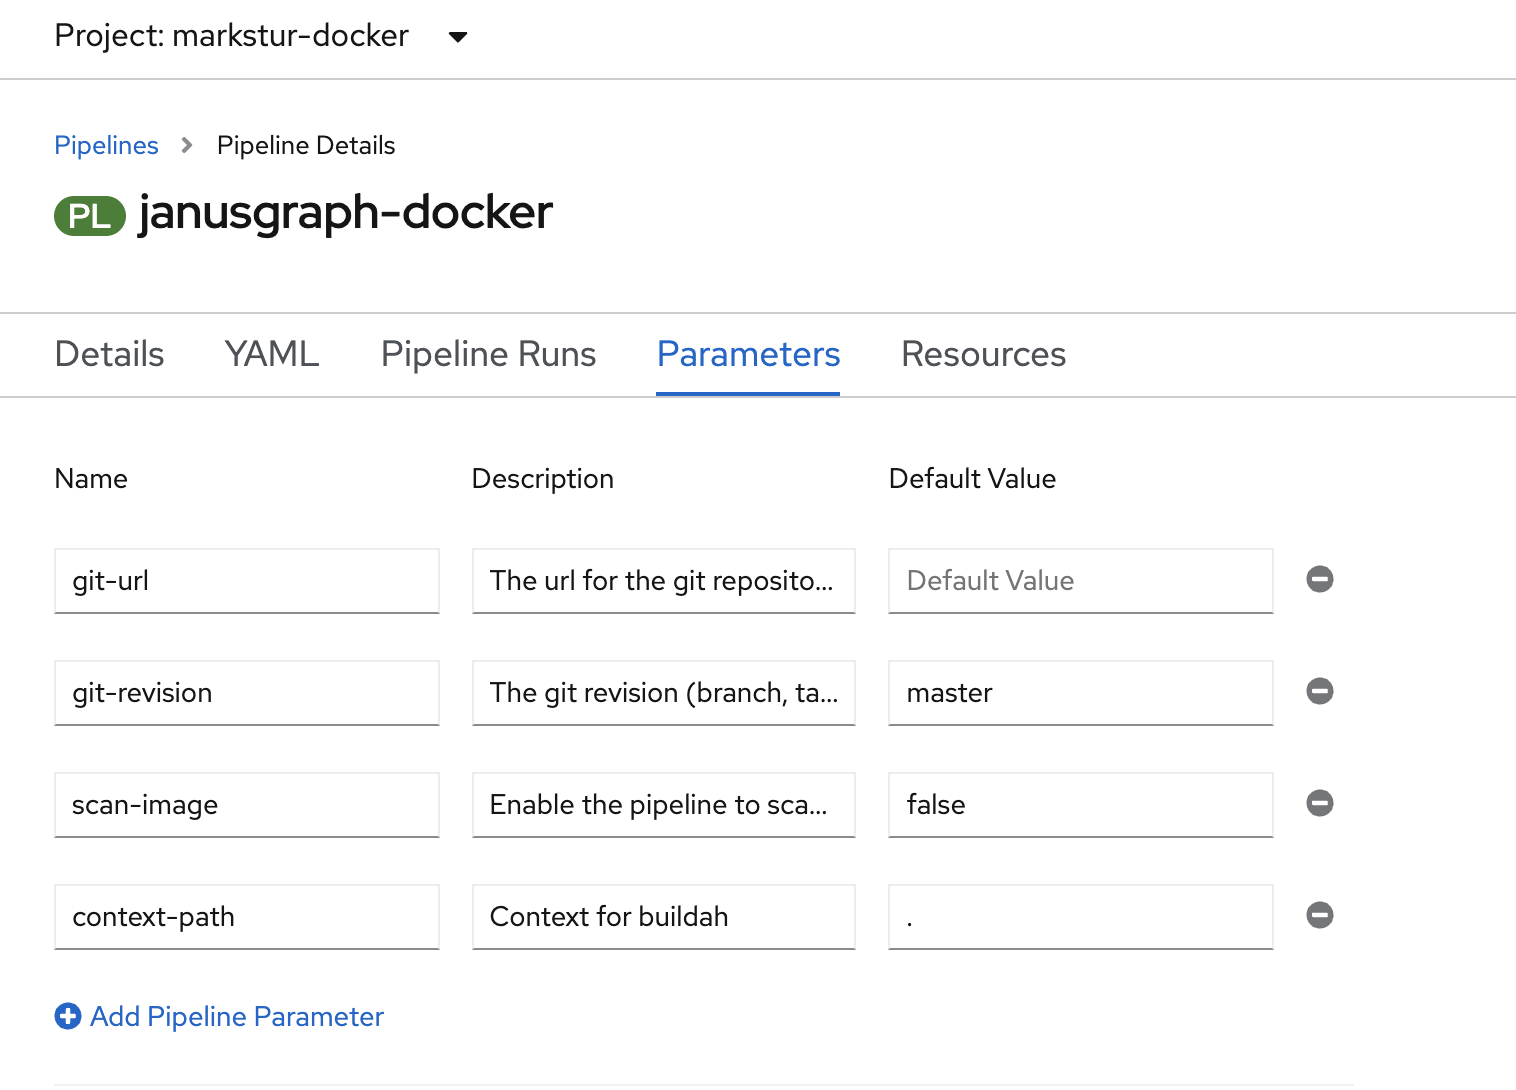 Project: markstur-docker
Pipelines > Pipeline Details
PL janusgraph-docker
Details YAML Pipeline Runs Parameters Resources
Name Description Default Value
git-url The url for the git reposito... Default Value
git-revision The git revision (branch, ta... master
scan-image Enable the pipeline to sca... false
context-path Context for buildah .
Add Pipeline Parameter